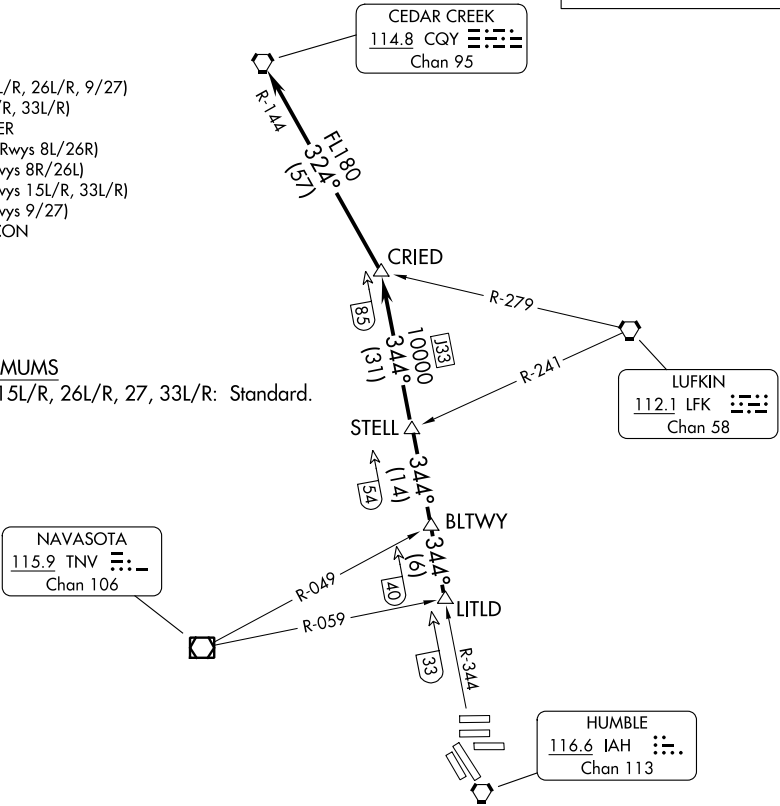 CEDAR CREEK
114.8 CQY
Chan 95
L/R, 26L/R, 9/27)
/R, 33L/R)
ER
Rwys 8L/26R)
wys 8R/26L)
wys 15L/R, 33L/R)
wys 9/27)
CON
R-144
FL180
324°
(57)
CRIED
R-279
85
J33
10000
344°
(31)
R-241
MUMS
15L/R, 26L/R, 27, 33L/R: Standard.
LUFKIN
112.1 LFK
Chan 58
STELL
344°
(14)
54
BLTWY
NAVASOTA
115.9 TNV
Chan 106
R-049
40
344°
(6)
R-059
LITLD
33
R-344
HUMBLE
116.6 IAH
Chan 113